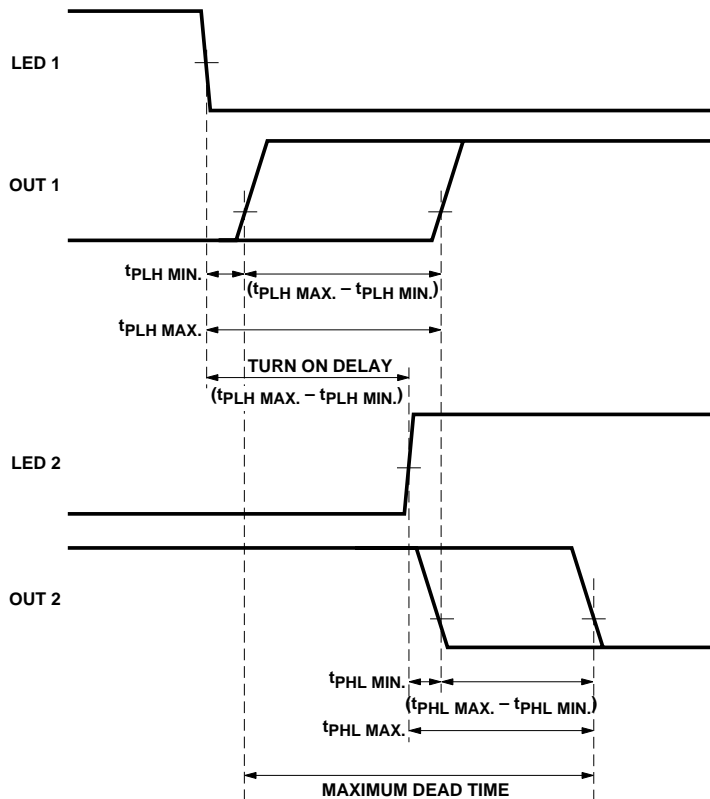 LED 1
OUT 1
tPLH MIN.
(tPLH MAX. – tPLH MIN.)
tPLH MAX.
TURN ON DELAY
(tPLH MAX. – tPLH MIN.)
LED 2
OUT 2
tPHL MIN.
(tPHL MAX. – tPHL MIN.)
tPHL MAX.
MAXIMUM DEAD TIME